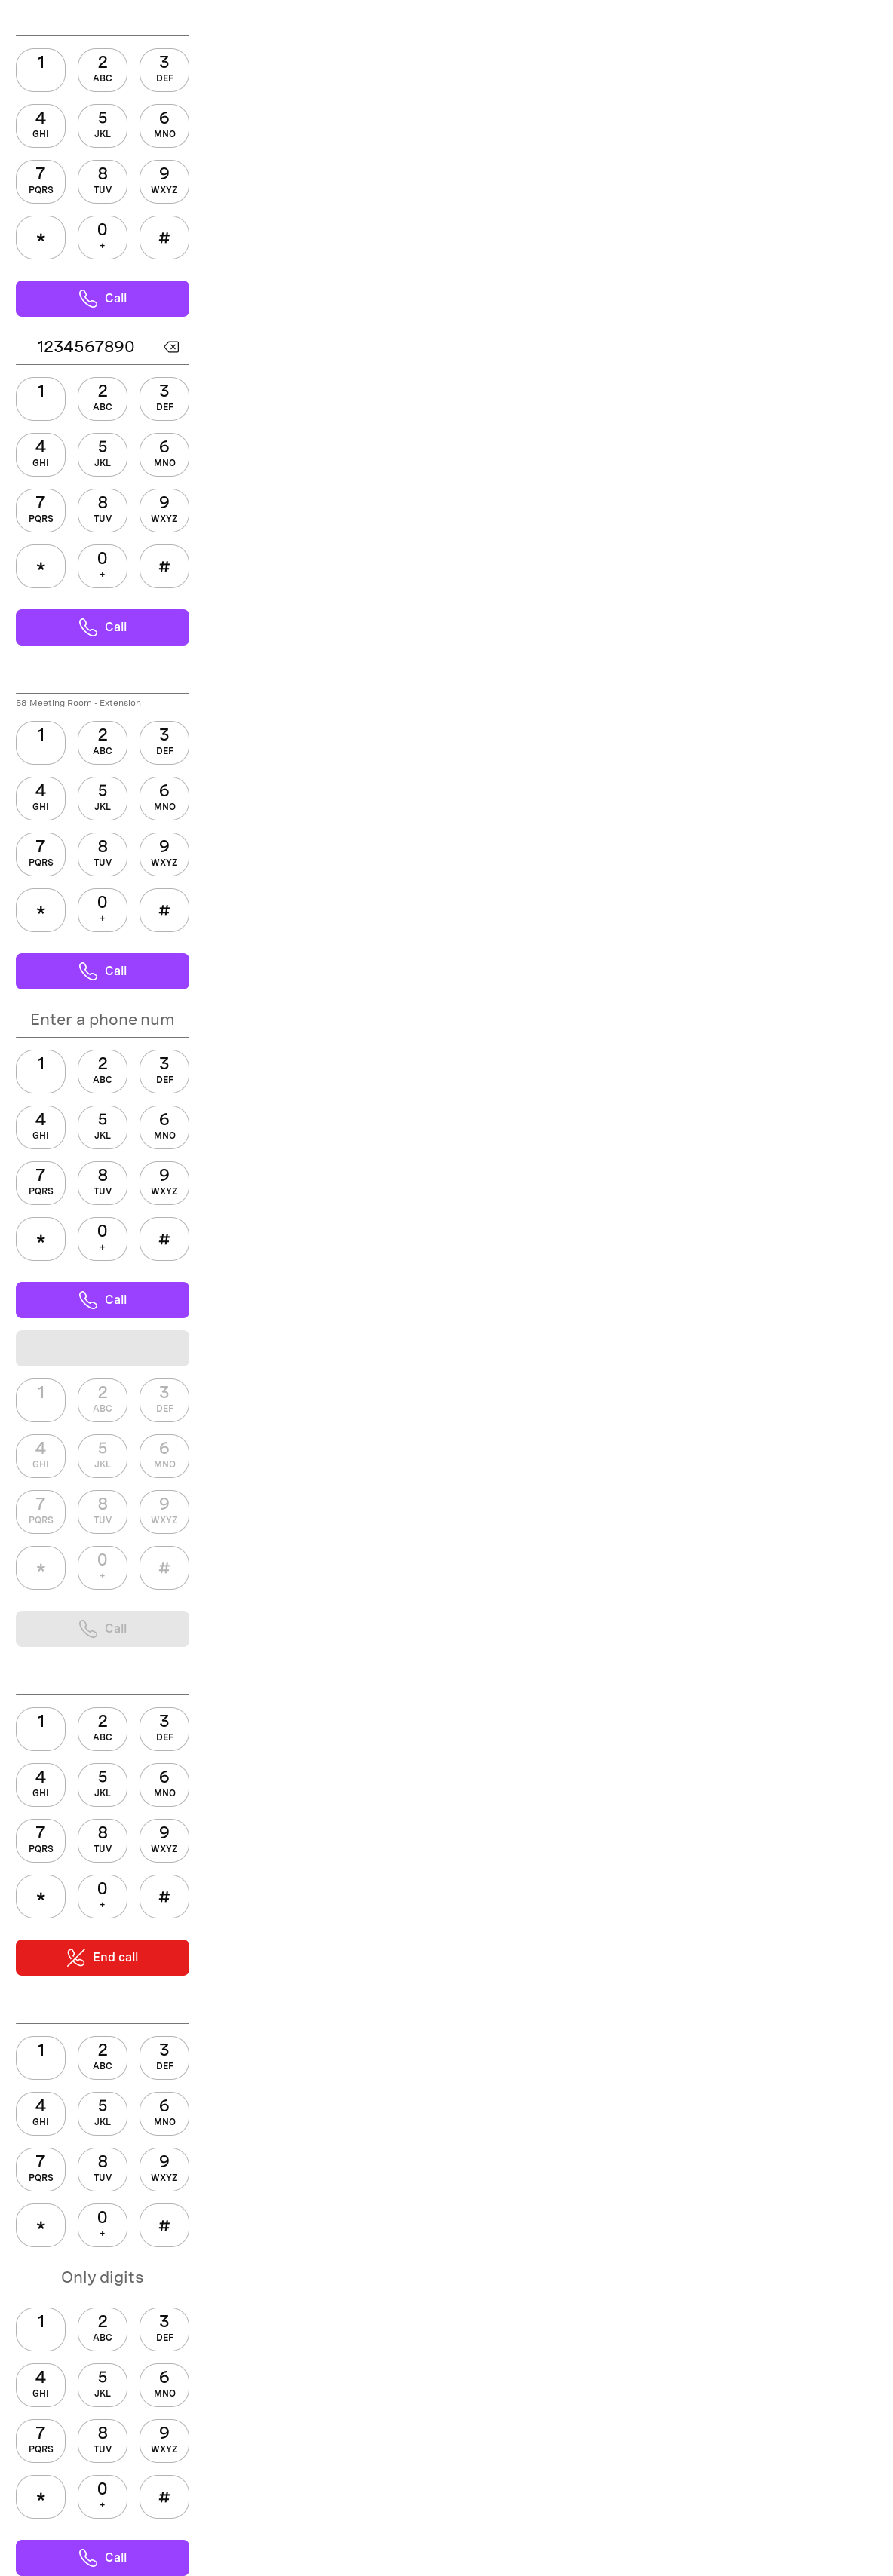 1 2 3
ABC DEF
4 5 6
GHI JKL MNO
7 8 9
PQRS TUV WXYZ
* 0 #
+
Call
1234567890
1 2 3
ABC DEF
4 5 6
GHI JKL MNO
7 8 9
PQRS TUV WXYZ
* 0 #
+
Call
58 Meeting Room - Extension
1 2 3
ABC DEF
4 5 6
GHI JKL MNO
7 8 9
PQRS TUV WXYZ
* 0 #
+
Call
Enter a phone num
1 2 3
ABC DEF
4 5 6
GHI JKL MNO
7 8 9
PQRS TUV WXYZ
* 0 #
+
Call
1 2 3
ABC DEF
4 5 6
GHI JKL MNO
7 8 9
PQRS TUV WXYZ
* 0 #
+
Call
1 2 3
ABC DEF
4 5 6
GHI JKL MNO
7 8 9
PQRS TUV WXYZ
* 0 #
+
End call
1 2 3
ABC DEF
4 5 6
GHI JKL MNO
7 8 9
PQRS TUV WXYZ
* 0 #
+
Only digits
1 2 3
ABC DEF
4 5 6
GHI JKL MNO
7 8 9
PQRS TUV WXYZ
* 0 #
+
Call